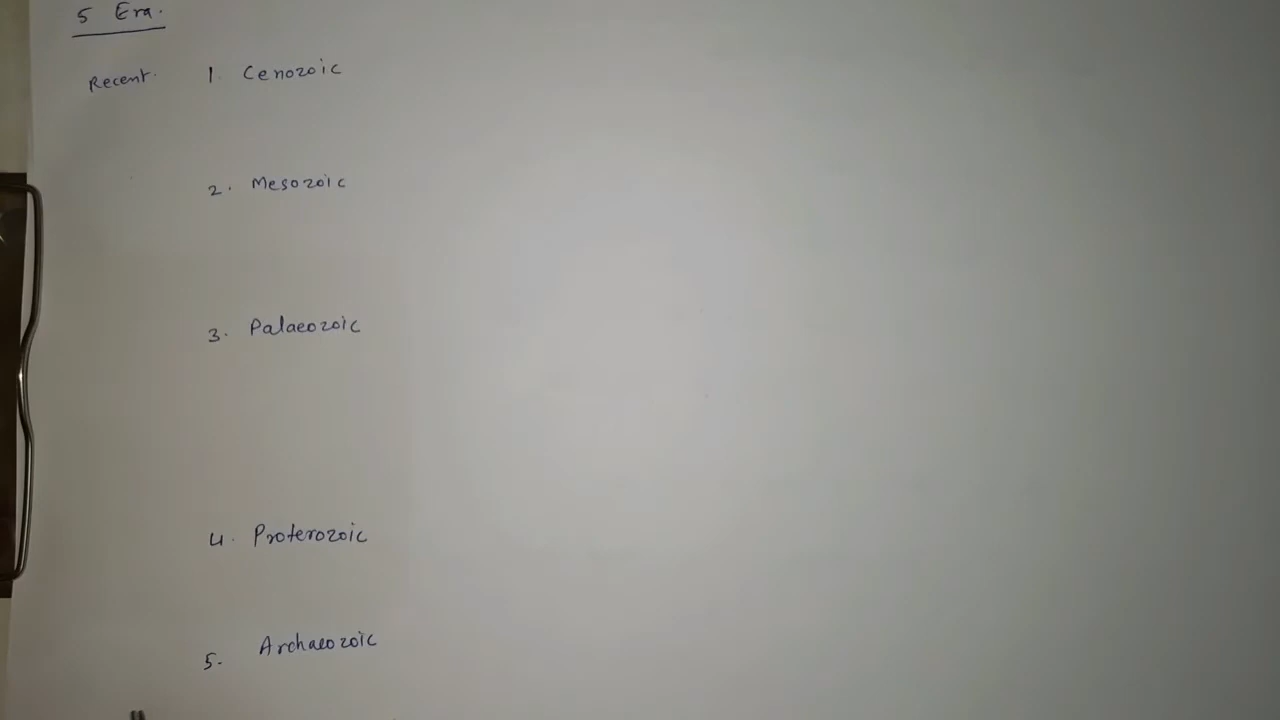 5 Era.
Recent. 1. Cenozoic
2. Mesozoic
3. Palaeozoic
4. Proterozoic
5. Archaeozoic